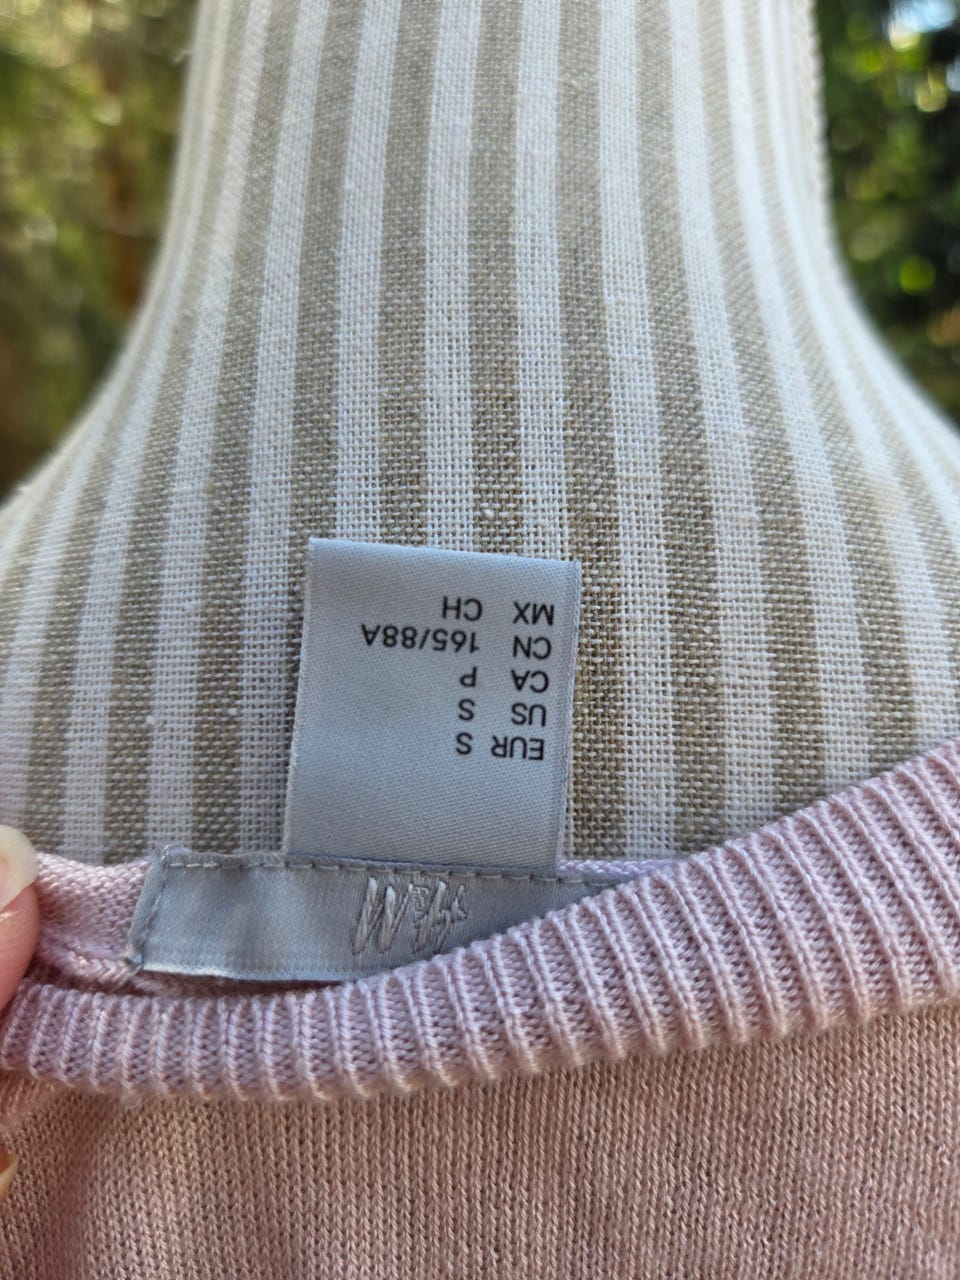 EUR S
US S
CA P
CN 165/88A
MX CH
H&M